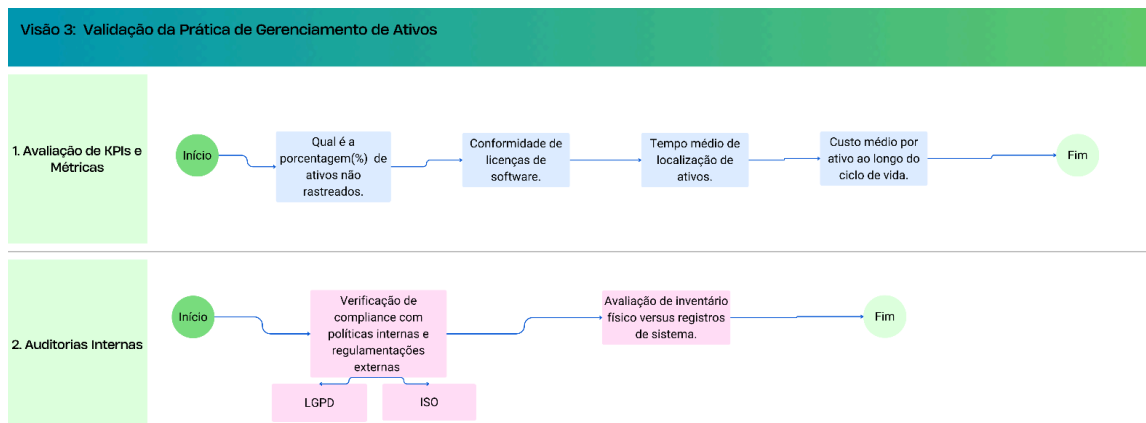 Visão 3: Validação da Prática de Gerenciamento de Ativos
1. Avaliação de KPIs e
Métricas
Início
Qual é a
porcentagem(%) de
ativos não
rastreados.
Conformidade de
licenças de
software.
Tempo médio de
localização de
ativos.
Custo médio por
ativo ao longo do
ciclo de vida.
Fim
2. Auditorias Internas
Início
Verificação de
compliance com
políticas internas e
regulamentações
externas
LGPD
ISO
Avaliação de inventário
físico versus registros
de sistema.
Fim